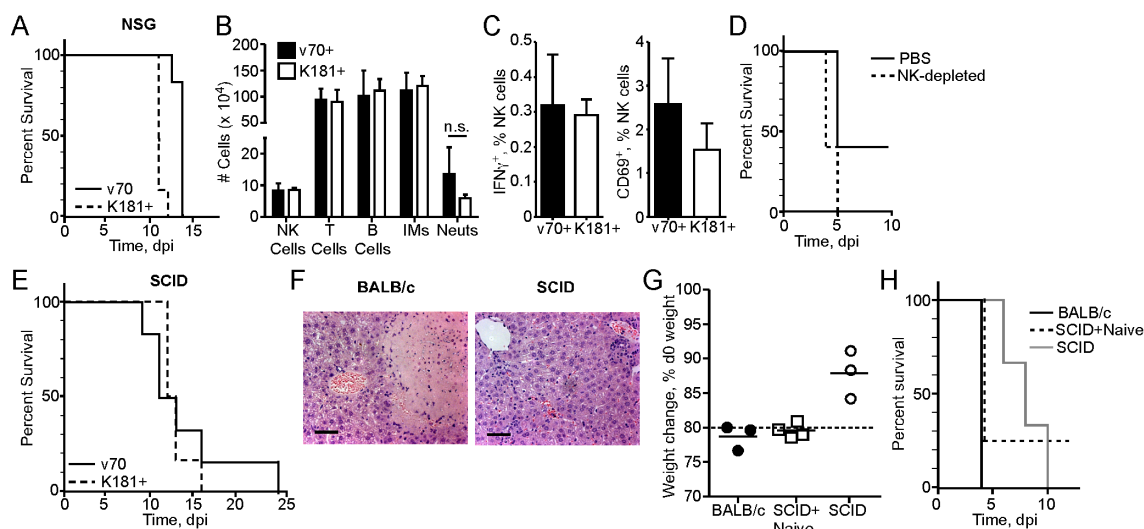 A
NSG
Percent Survival
100
50
0
v70
K181+
0
5
10
15
Time, dpi
B
# Cells (x 10⁴)
200
150
100
50
20
10
0
v70+
K181+
n.s.
NK
Cells
T
Cells
B
Cells
IMs
Neuts
C
IFNγ⁺, % NK cells
0.5
0.4
0.3
0.2
0.1
0
v70+
K181+
CD69⁺, % NK cells
4
3
2
1
0
v70+
K181+
D
Percent Survival
100
80
40
0
PBS
NK-depleted
0
5
10
Time, dpi
E
SCID
Percent Survival
100
50
0
v70
K181+
0
5
10
15
20
25
Time, dpi
F
BALB/c
SCID
G
Weight change, % d0 weight
100
95
90
85
80
75
70
BALB/c
SCID+
Naive
SCID
H
Percent survival
100
50
0
BALB/c
SCID+Naive
SCID
0
5
10
Time, dpi